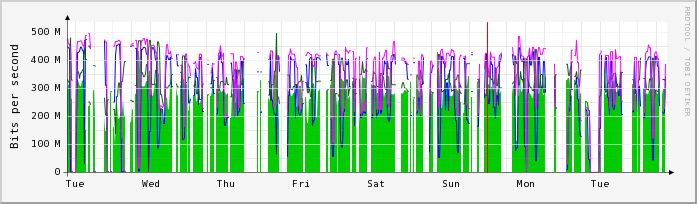 500 M
400 M
300 M
200 M
100 M
0
Bits per second
Tue Wed Thu Fri Sat Sun Mon Tue
RRDTOOL / TOBI OETIKER